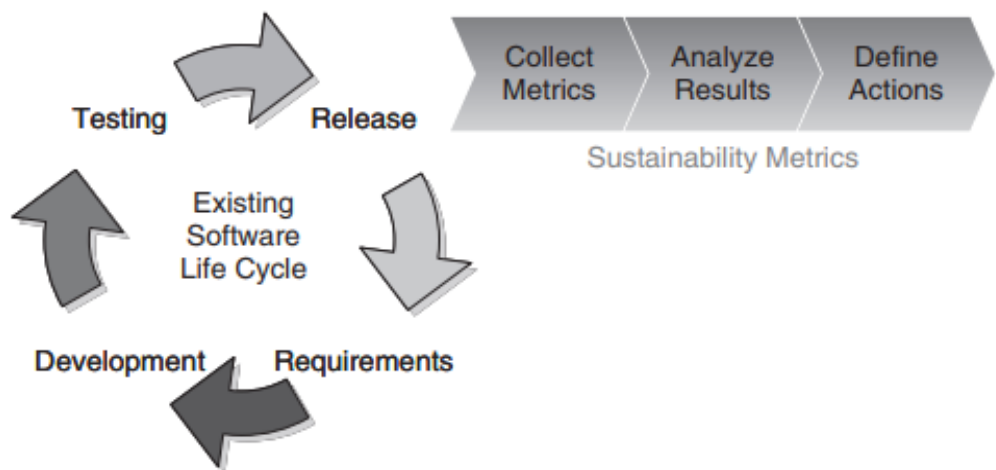 Collect
Metrics
Analyze
Results
Define
Actions
Testing
Release
Sustainability Metrics
Existing
Software
Life Cycle
Development
Requirements